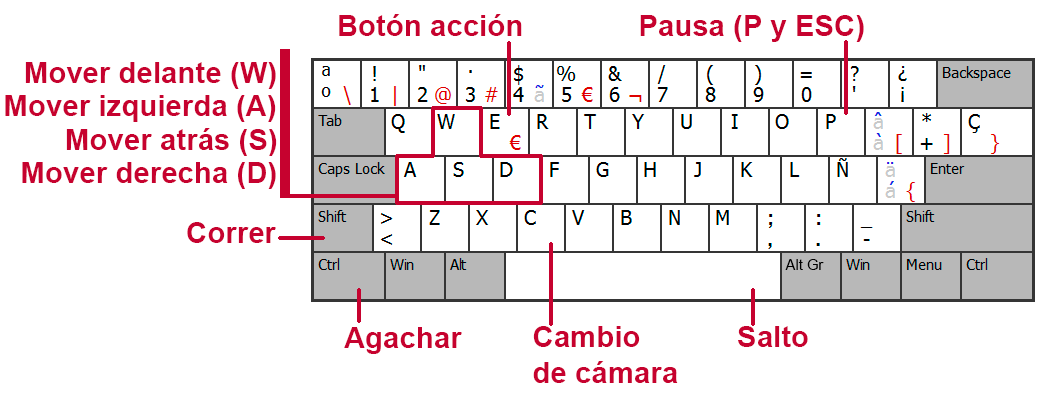 Botón acción
Pausa (P y ESC)
Mover delante (W)
Mover izquierda (A)
Mover atrás (S)
Mover derecha (D)
ª ! " · $ % & / ( ) = ? ¿ Backspace
º \ 1 | 2 @ 3 # 4 ã 5 € 6 ¬ 7 8 9 0 ' ¡
Tab Q W E R T Y U I O P â * Ç
€ à [ + ] }
Caps Lock A S D F G H J K L Ñ ä Enter
á {
Correr
Shift > Z X C V B N M ; : _ Shift
< , . -
Ctrl Win Alt Alt Gr Win Menu Ctrl
Agachar
Cambio
de cámara
Salto